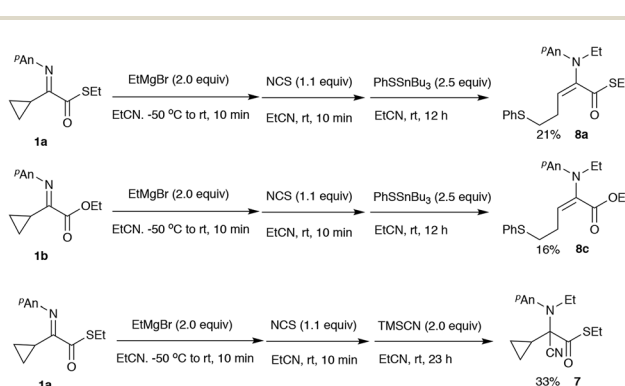 pAn N SEt O 1a EtMgBr (2.0 equiv) NCS (1.1 equiv) PhSSnBu3 (2.5 equiv) pAn N Et SE O PhS
EtCN. -50 ºC to rt, 10 min EtCN, rt, 10 min EtCN, rt, 12 h 21% 8a
pAn N OEt O 1b EtMgBr (2.0 equiv) NCS (1.1 equiv) PhSSnBu3 (2.5 equiv) pAn N Et OE O PhS
EtCN. -50 ºC to rt, 10 min EtCN, rt, 10 min EtCN, rt, 12 h 16% 8c
pAn N SEt O 1a EtMgBr (2.0 equiv) NCS (1.1 equiv) TMSCN (2.0 equiv) pAn N Et SEt CN O
EtCN. -50 ºC to rt, 10 min EtCN, rt, 10 min EtCN, rt, 23 h 33% 7